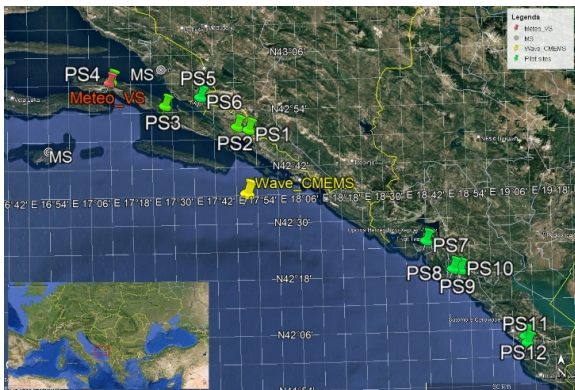 Legenda
Meteo_VS
MS
Wave_CMEMS
Pilot sites
N43°06'
PS4
MS
PS5
Meteo_VS
PS6
N42°54'
PS3
PS2
PS1
MS
N42°42'
Wave_CMEMS
6°42' E 16°54' E 17°06' E 17°18' E 17°30' E 17°42' E 17°54' E 18°06' E 18°18' E 18°30' E 18°42' E 18°54' E 19°06' E 19°18'
N42°30'
PS7
PS8
PS10
PS9
N42°18'
N42°06'
PS11
PS12
N